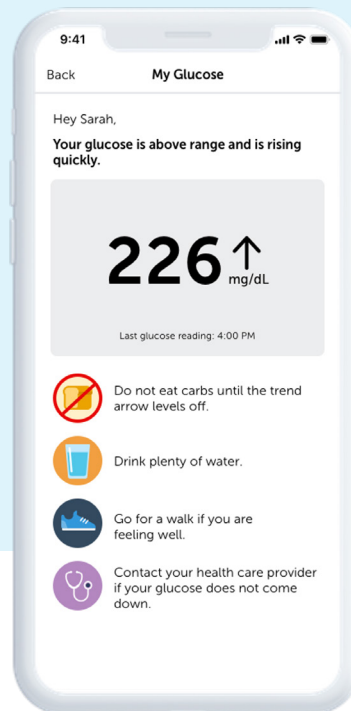 9:41
Back
My Glucose
Hey Sarah,
Your glucose is above range and is rising
quickly.
226
mg/dL
Last glucose reading: 4:00 PM
Do not eat carbs until the trend
arrow levels off.
Drink plenty of water.
Go for a walk if you are
feeling well.
Contact your health care provider
if your glucose does not come
down.